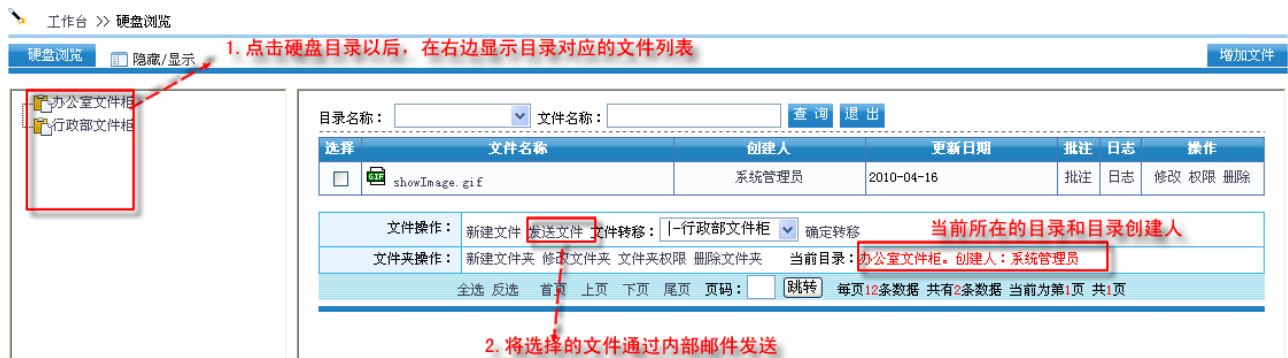 工作台 >> 硬盘浏览
硬盘浏览 隐藏/显示 1. 点击硬盘目录以后，在右边显示目录对应的文件列表 增加文件
办公室文件柜
行政部文件柜
目录名称： 文件名称： 查 询 退 出
选择 文件名称 创建人 更新日期 批注 日志 操作
GIF showImage.gif 系统管理员 2010-04-16 批注 日志 修改 权限 删除
当前所在的目录和目录创建人
文件操作： 新建文件 发送文件 文件转移： |-行政部文件柜 确定转移
文件夹操作： 新建文件夹 修改文件夹 文件夹权限 删除文件夹 当前目录：办公室文件柜。创建人：系统管理员
全选 反选 首页 上页 下页 尾页 页码： 跳转 每页12条数据 共有2条数据 当前为第1页 共1页
2. 将选择的文件通过内部邮件发送